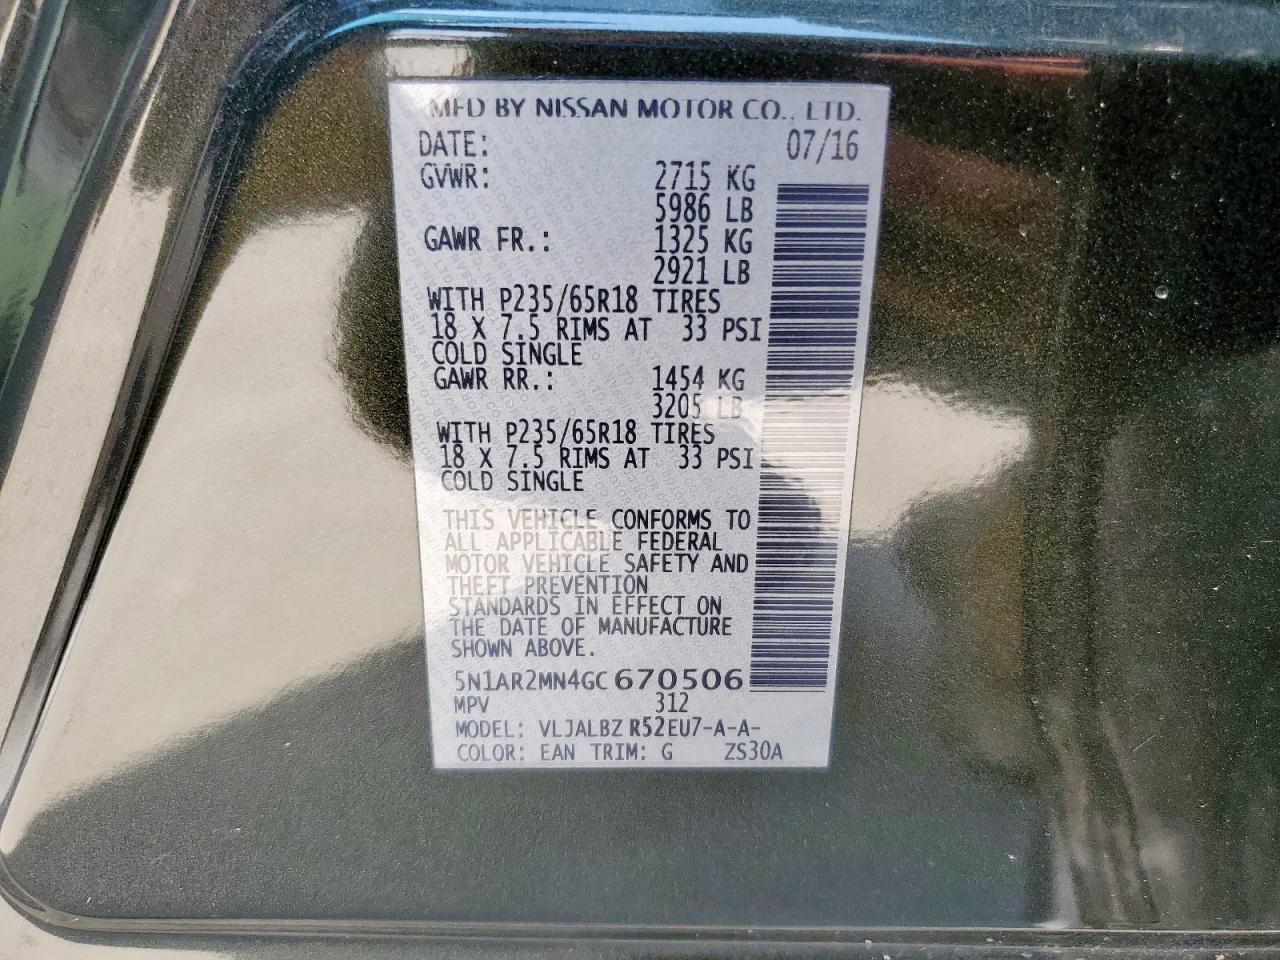 MFD BY NISSAN MOTOR CO., LTD.
DATE: 07/16
GVWR: 2715 KG
5986 LB
GAWR FR.: 1325 KG
2921 LB
WITH P235/65R18 TIRES
18 X 7.5 RIMS AT 33 PSI
COLD SINGLE
GAWR RR.: 1454 KG
3205 LB
WITH P235/65R18 TIRES
18 X 7.5 RIMS AT 33 PSI
COLD SINGLE
THIS VEHICLE CONFORMS TO
ALL APPLICABLE FEDERAL
MOTOR VEHICLE SAFETY AND
THEFT PREVENTION
STANDARDS IN EFFECT ON
THE DATE OF MANUFACTURE
SHOWN ABOVE.
5N1AR2MN4GC670506
MPV 312
MODEL: VLJALBZ R52EU7-A-A-
COLOR: EAN TRIM: G ZS30A